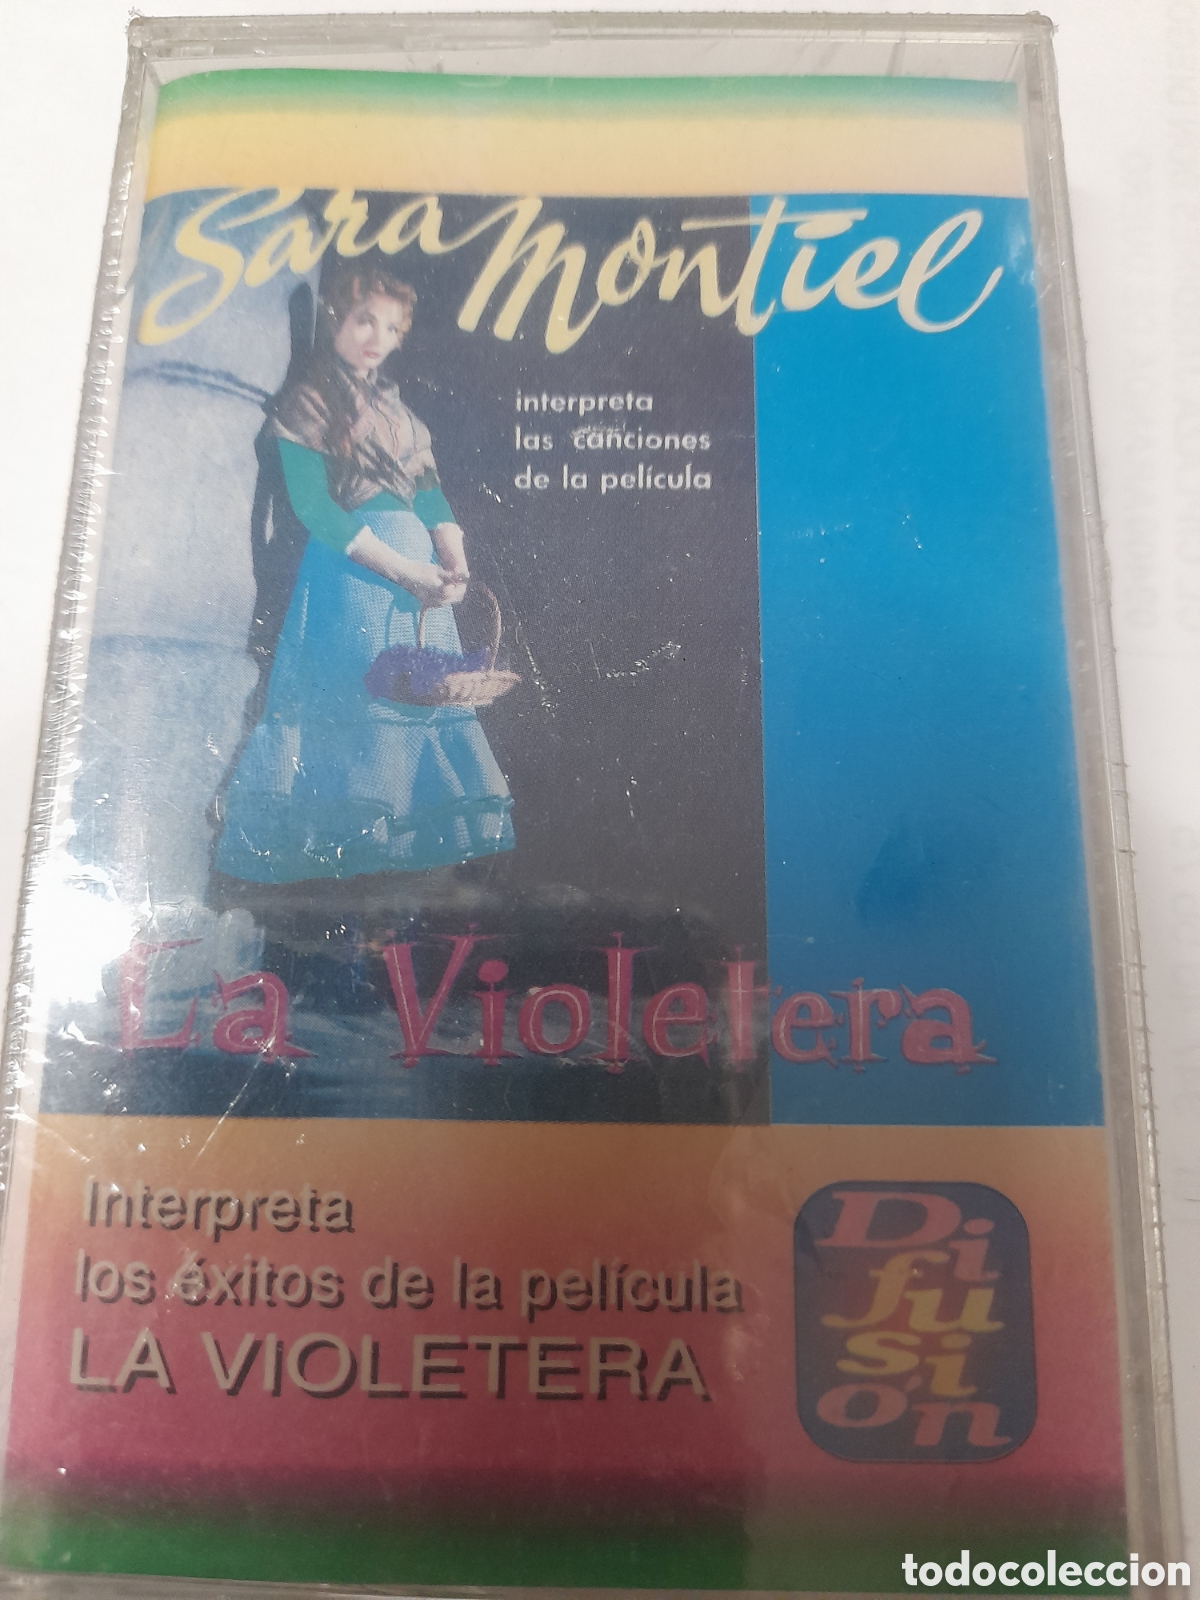 Sara Montiel
interpreta
las canciones
de la película
La Violetera
Interpreta
los éxitos de la película
LA VIOLETERA
Di
fu
si
ón
todocoleccion